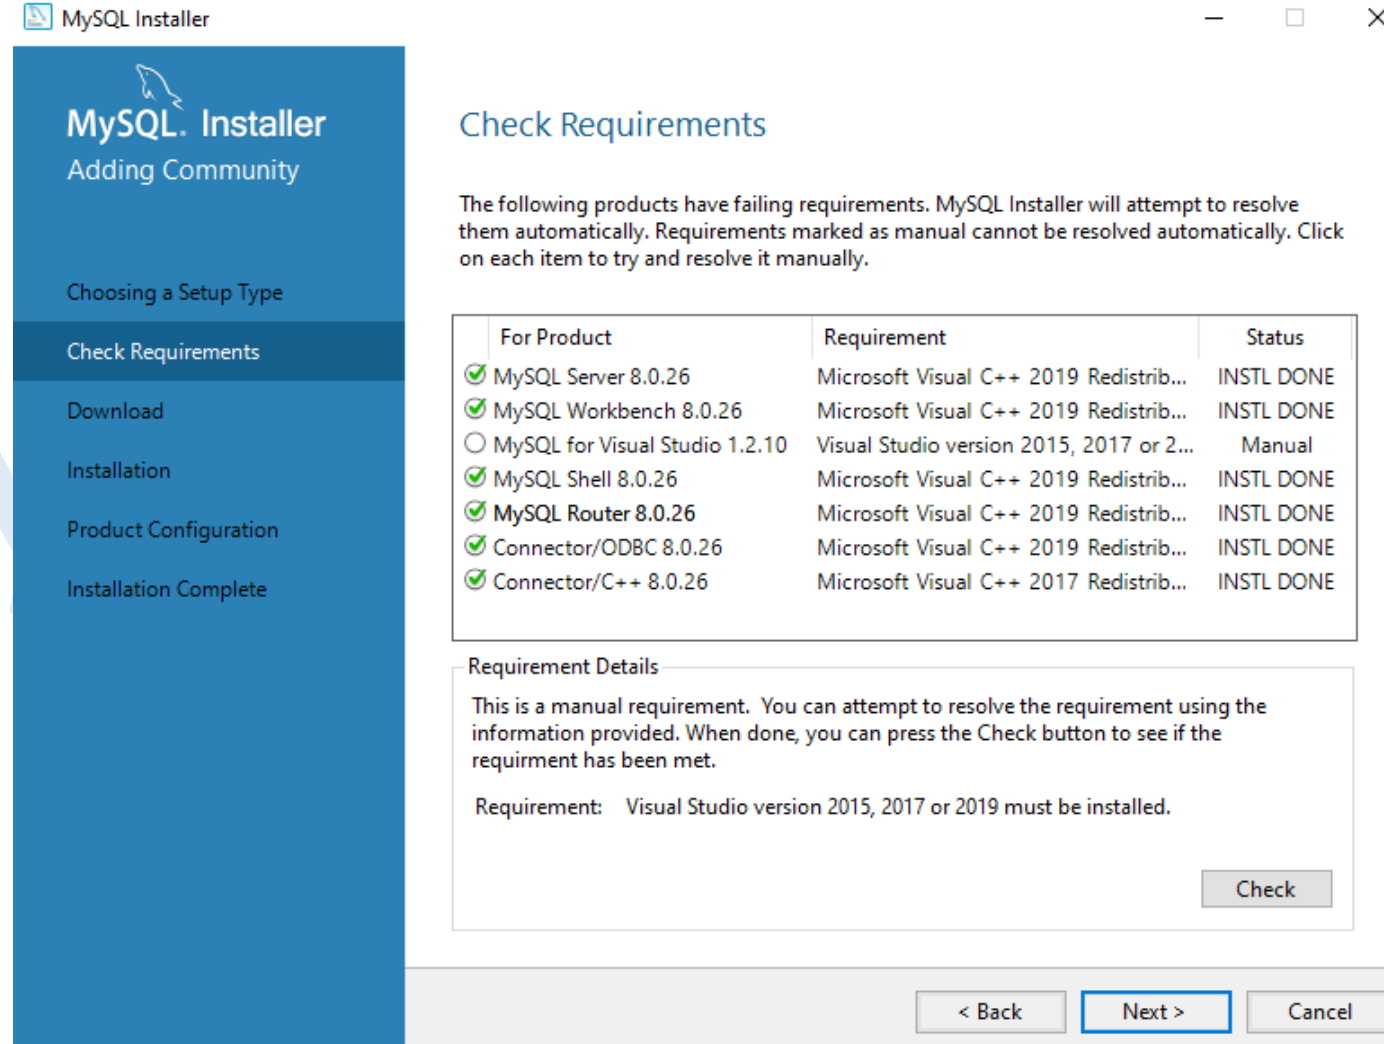 MySQL Installer
MySQL. Installer
Adding Community
Choosing a Setup Type
Check Requirements
Download
Installation
Product Configuration
Installation Complete
Check Requirements
The following products have failing requirements. MySQL Installer will attempt to resolve
them automatically. Requirements marked as manual cannot be resolved automatically. Click
on each item to try and resolve it manually.
For Product Requirement Status
MySQL Server 8.0.26 Microsoft Visual C++ 2019 Redistrib... INSTL DONE
MySQL Workbench 8.0.26 Microsoft Visual C++ 2019 Redistrib... INSTL DONE
MySQL for Visual Studio 1.2.10 Visual Studio version 2015, 2017 or 2... Manual
MySQL Shell 8.0.26 Microsoft Visual C++ 2019 Redistrib... INSTL DONE
MySQL Router 8.0.26 Microsoft Visual C++ 2019 Redistrib... INSTL DONE
Connector/ODBC 8.0.26 Microsoft Visual C++ 2019 Redistrib... INSTL DONE
Connector/C++ 8.0.26 Microsoft Visual C++ 2017 Redistrib... INSTL DONE
Requirement Details
This is a manual requirement. You can attempt to resolve the requirement using the
information provided. When done, you can press the Check button to see if the
requirment has been met.
Requirement: Visual Studio version 2015, 2017 or 2019 must be installed.
Check
< Back Next > Cancel